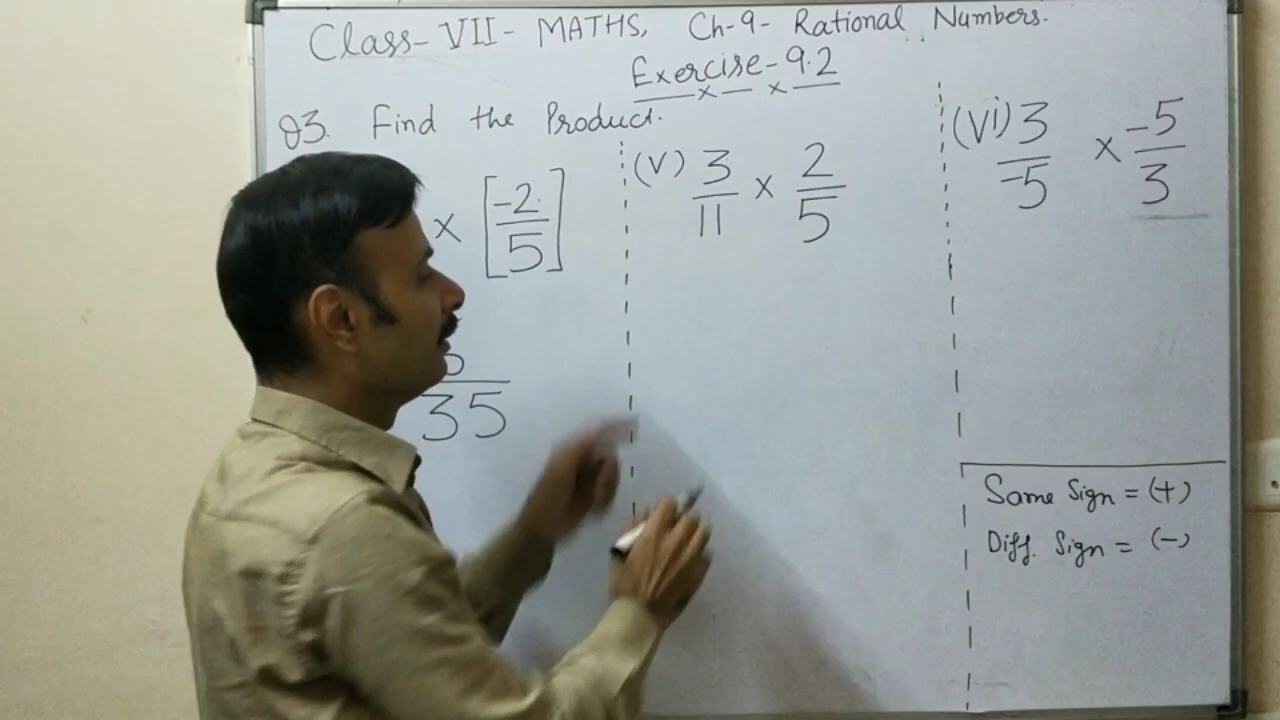 Class-VII-MATHS, Ch-9-Rational Numbers.
Exercise-9.2
Q3. Find the Product.
× [-2/5]
35
(V) 3/11 × 2/5
(Vi) 3/-5 × -5/3
Same Sign = (+)
Diff. Sign = (-)